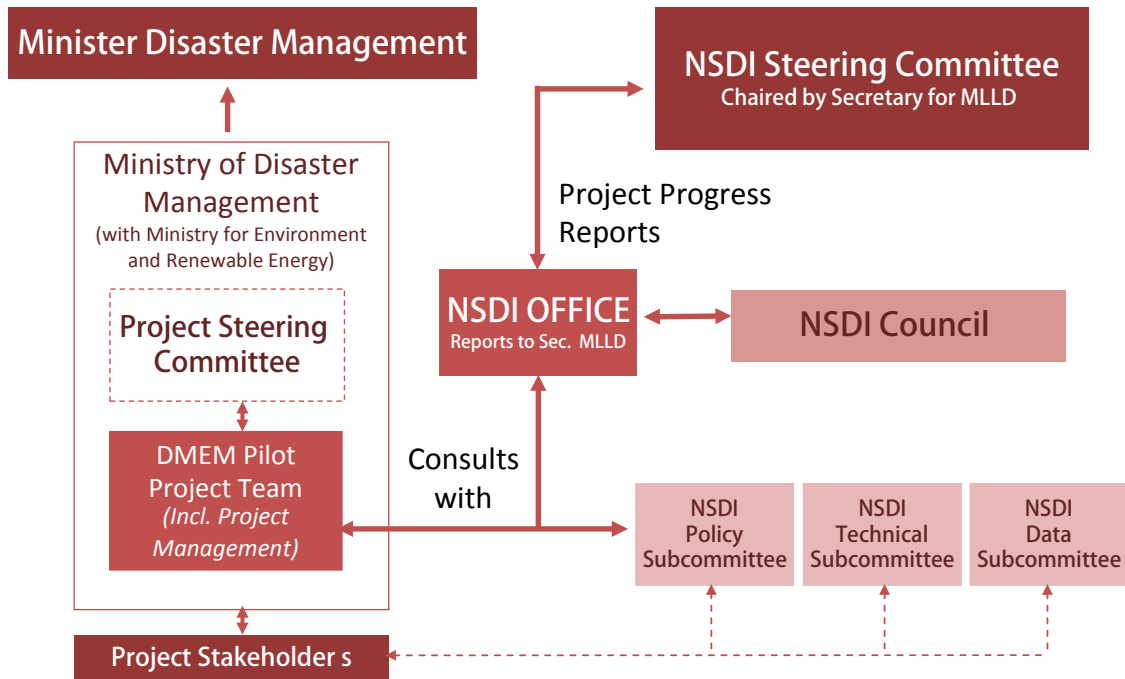 Minister Disaster Management
NSDI Steering Committee
Chaired by Secretary for MLLD
Ministry of Disaster
Management
(with Ministry for Environment
and Renewable Energy)
Project Steering
Committee
DMEM Pilot
Project Team
(Incl. Project
Management)
Project Stakeholder s
Project Progress
Reports
NSDI OFFICE
Reports to Sec. MLLD
NSDI Council
Consults
with
NSDI
Policy
Subcommittee
NSDI
Technical
Subcommittee
NSDI
Data
Subcommittee